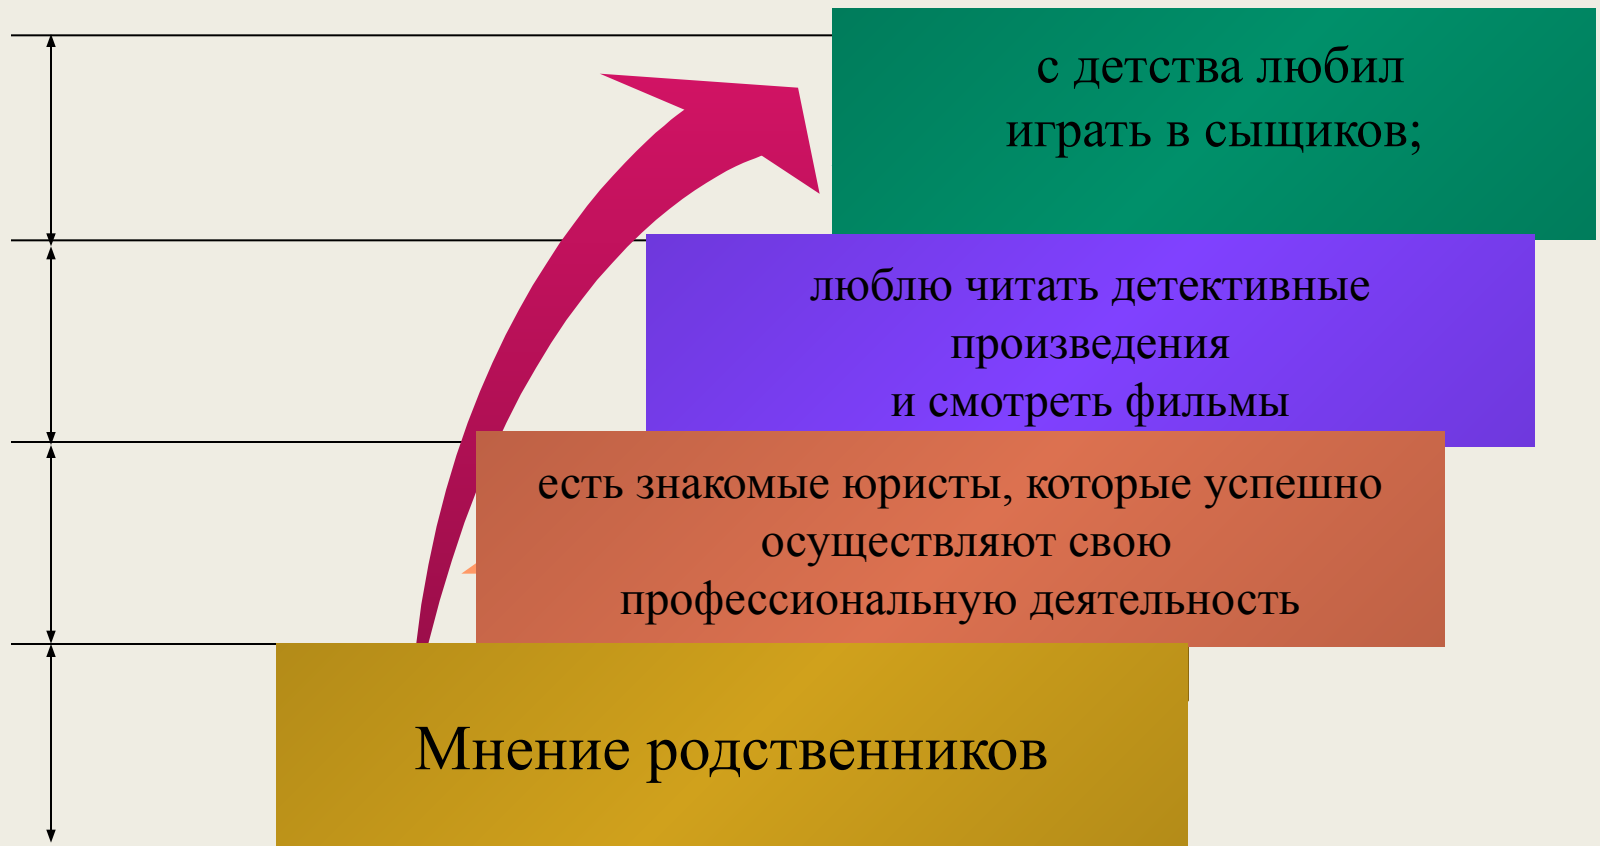 с детства любил
играть в сыщиков;
люблю читать детективные
произведения
и смотреть фильмы
есть знакомые юристы, которые успешно
осуществляют свою
профессиональную деятельность
Мнение родственников